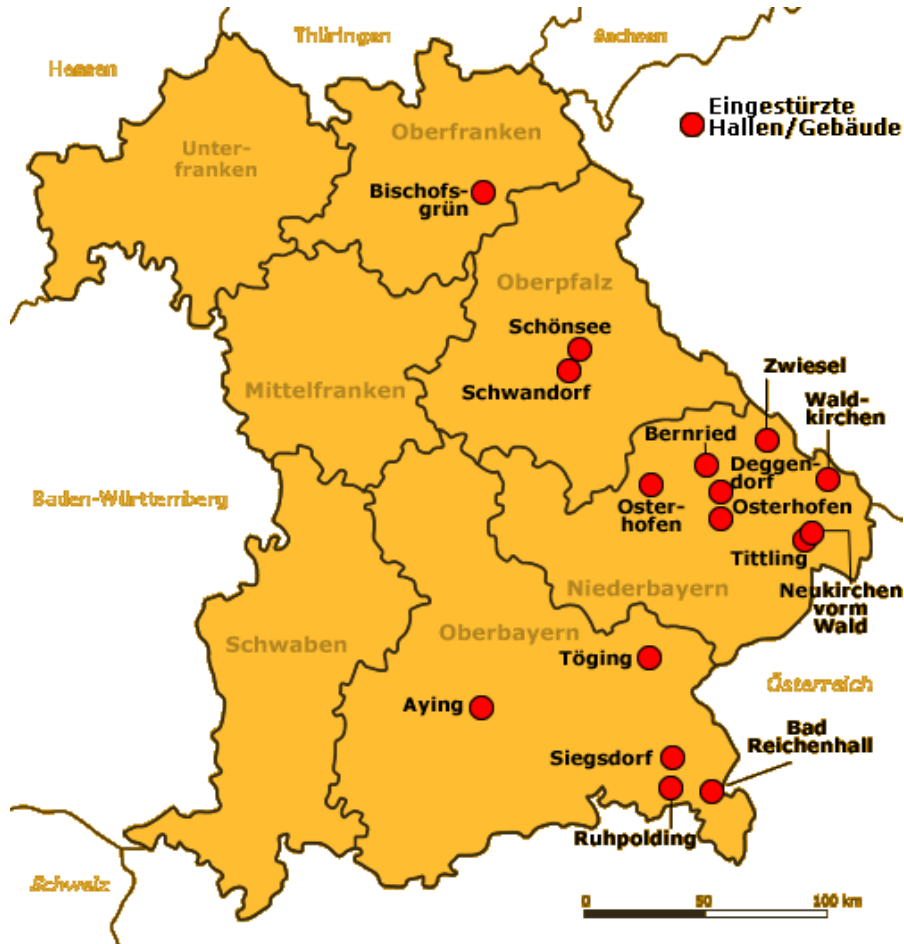 Thüringen
Sachsen
Hessen
Eingestürzte
Hallen/Gebäude
Oberfranken
Unter-
franken
Bischofs-
grün
Oberpfalz
Schönsee
Zwiesel
Mittelfranken
Schwandorf
Wald-
kirchen
Bernried
Deggen-
dorf
Baden-Württemberg
Oster-
hofen
Osterhofen
Tittling
Niederbayern
Neukirchen
vorm
Wald
Schwaben
Oberbayern
Töging
Österreich
Aying
Bad
Reichenhall
Siegsdorf
Ruhpolding
Schweiz
0 50 100 km